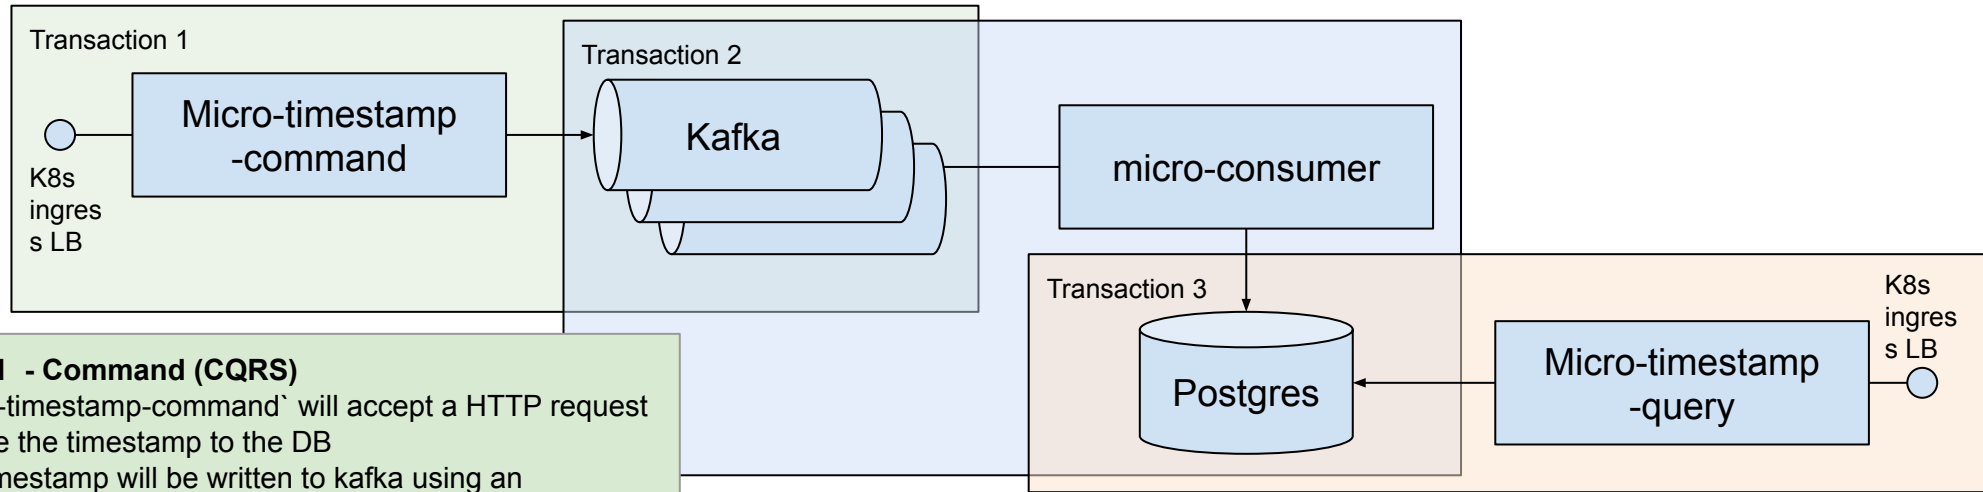 Transaction 1
Transaction 2
Micro-timestamp
-command
Kafka
micro-consumer
K8s
ingres
s LB
Transaction 3
K8s
ingres
s LB
Postgres
Micro-timestamp
-query
- Command (CQRS)
-timestamp-command` will accept a HTTP request
the timestamp to the DB
will be written to kafka using an